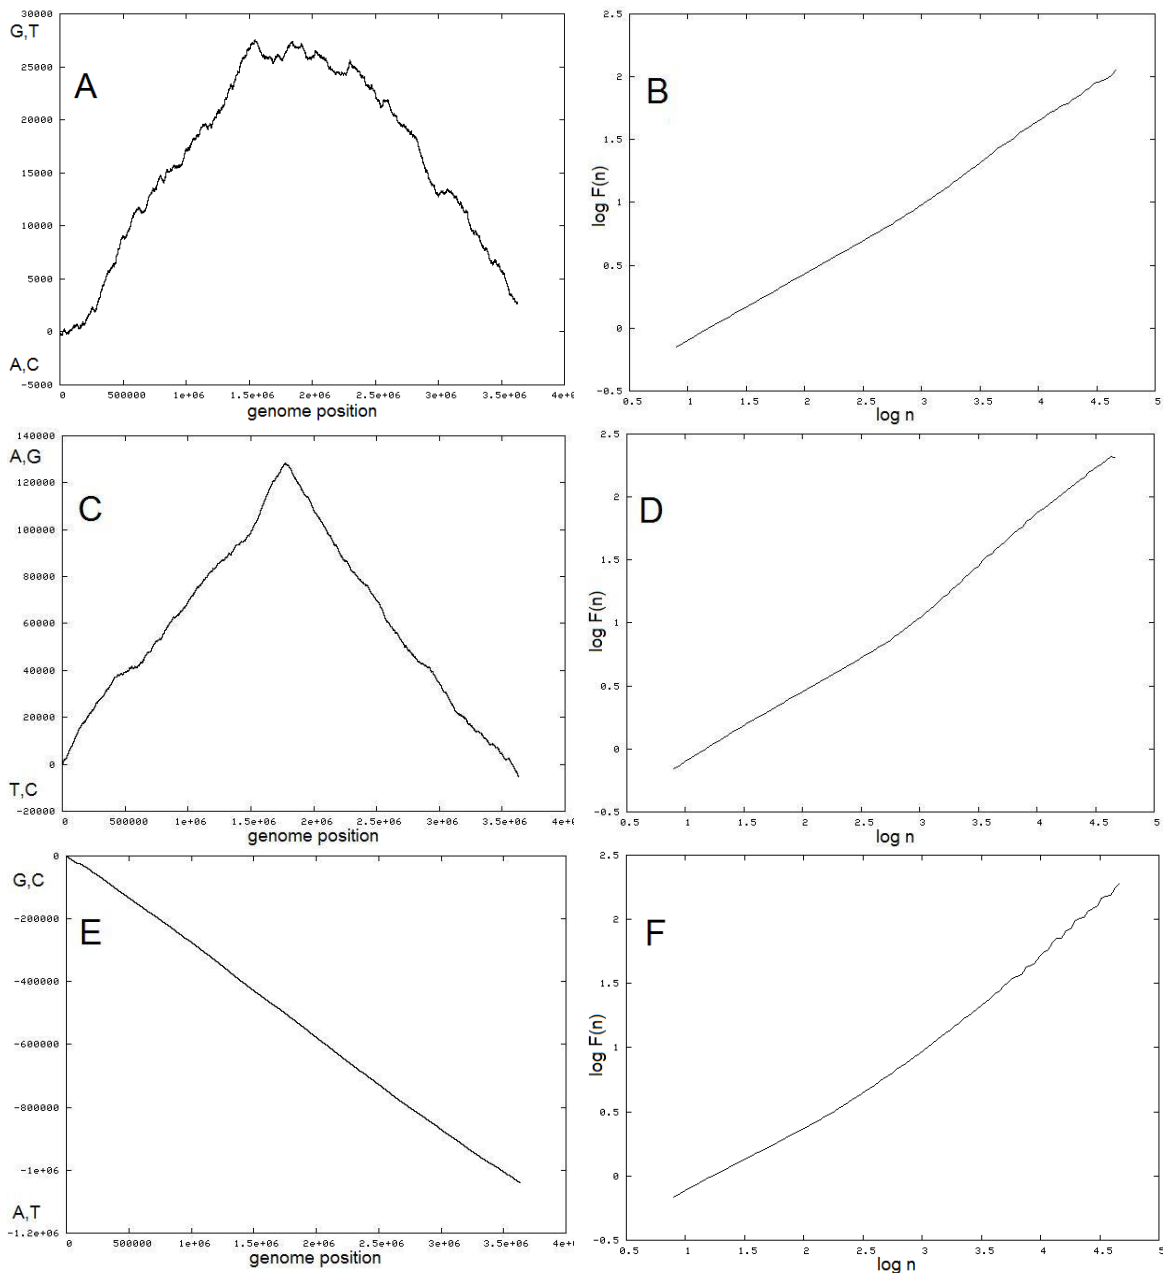 30000
G,T
25000
A
20000
15000
10000
5000
0
A,C
-5000
0 500000 1e+06 1.5e+06 2e+06 2.5e+06 3e+06 3.5e+06 4e+
genome position
2.5
2
B
1.5
log F(n)
1
0.5
0
-0.5
0.5 1 1.5 2 2.5 3 3.5 4 4.5 5
log n
140000
A,G
120000
C
100000
80000
60000
40000
20000
0
T,C
-20000
0 500000 1e+06 1.5e+06 2e+06 2.5e+06 3e+06 3.5e+06 4e+
genome position
2.5
2
D
1.5
log F(n)
1
0.5
0
-0.5
0.5 1 1.5 2 2.5 3 3.5 4 4.5 5
log n
0
G,C
-200000
E
-400000
-600000
-800000
-1e+06
A,T
-1.2e+06
0 500000 1e+06 1.5e+06 2e+06 2.5e+06 3e+06 3.5e+06 4e+
genome position
2.5
2
F
1.5
log F(n)
1
0.5
0
-0.5
0.5 1 1.5 2 2.5 3 3.5 4 4.5 5
log n